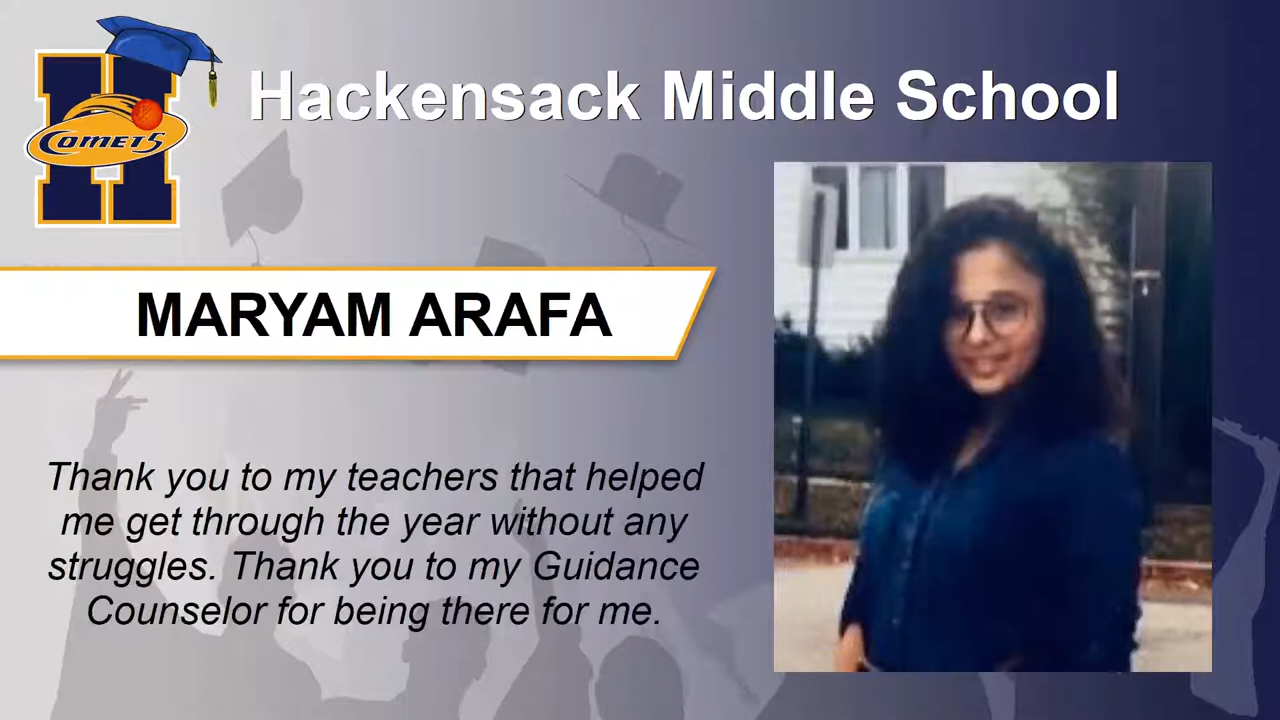 COMETS
Hackensack Middle School
MARYAM ARAFA
Thank you to my teachers that helped
me get through the year without any
struggles. Thank you to my Guidance
Counselor for being there for me.